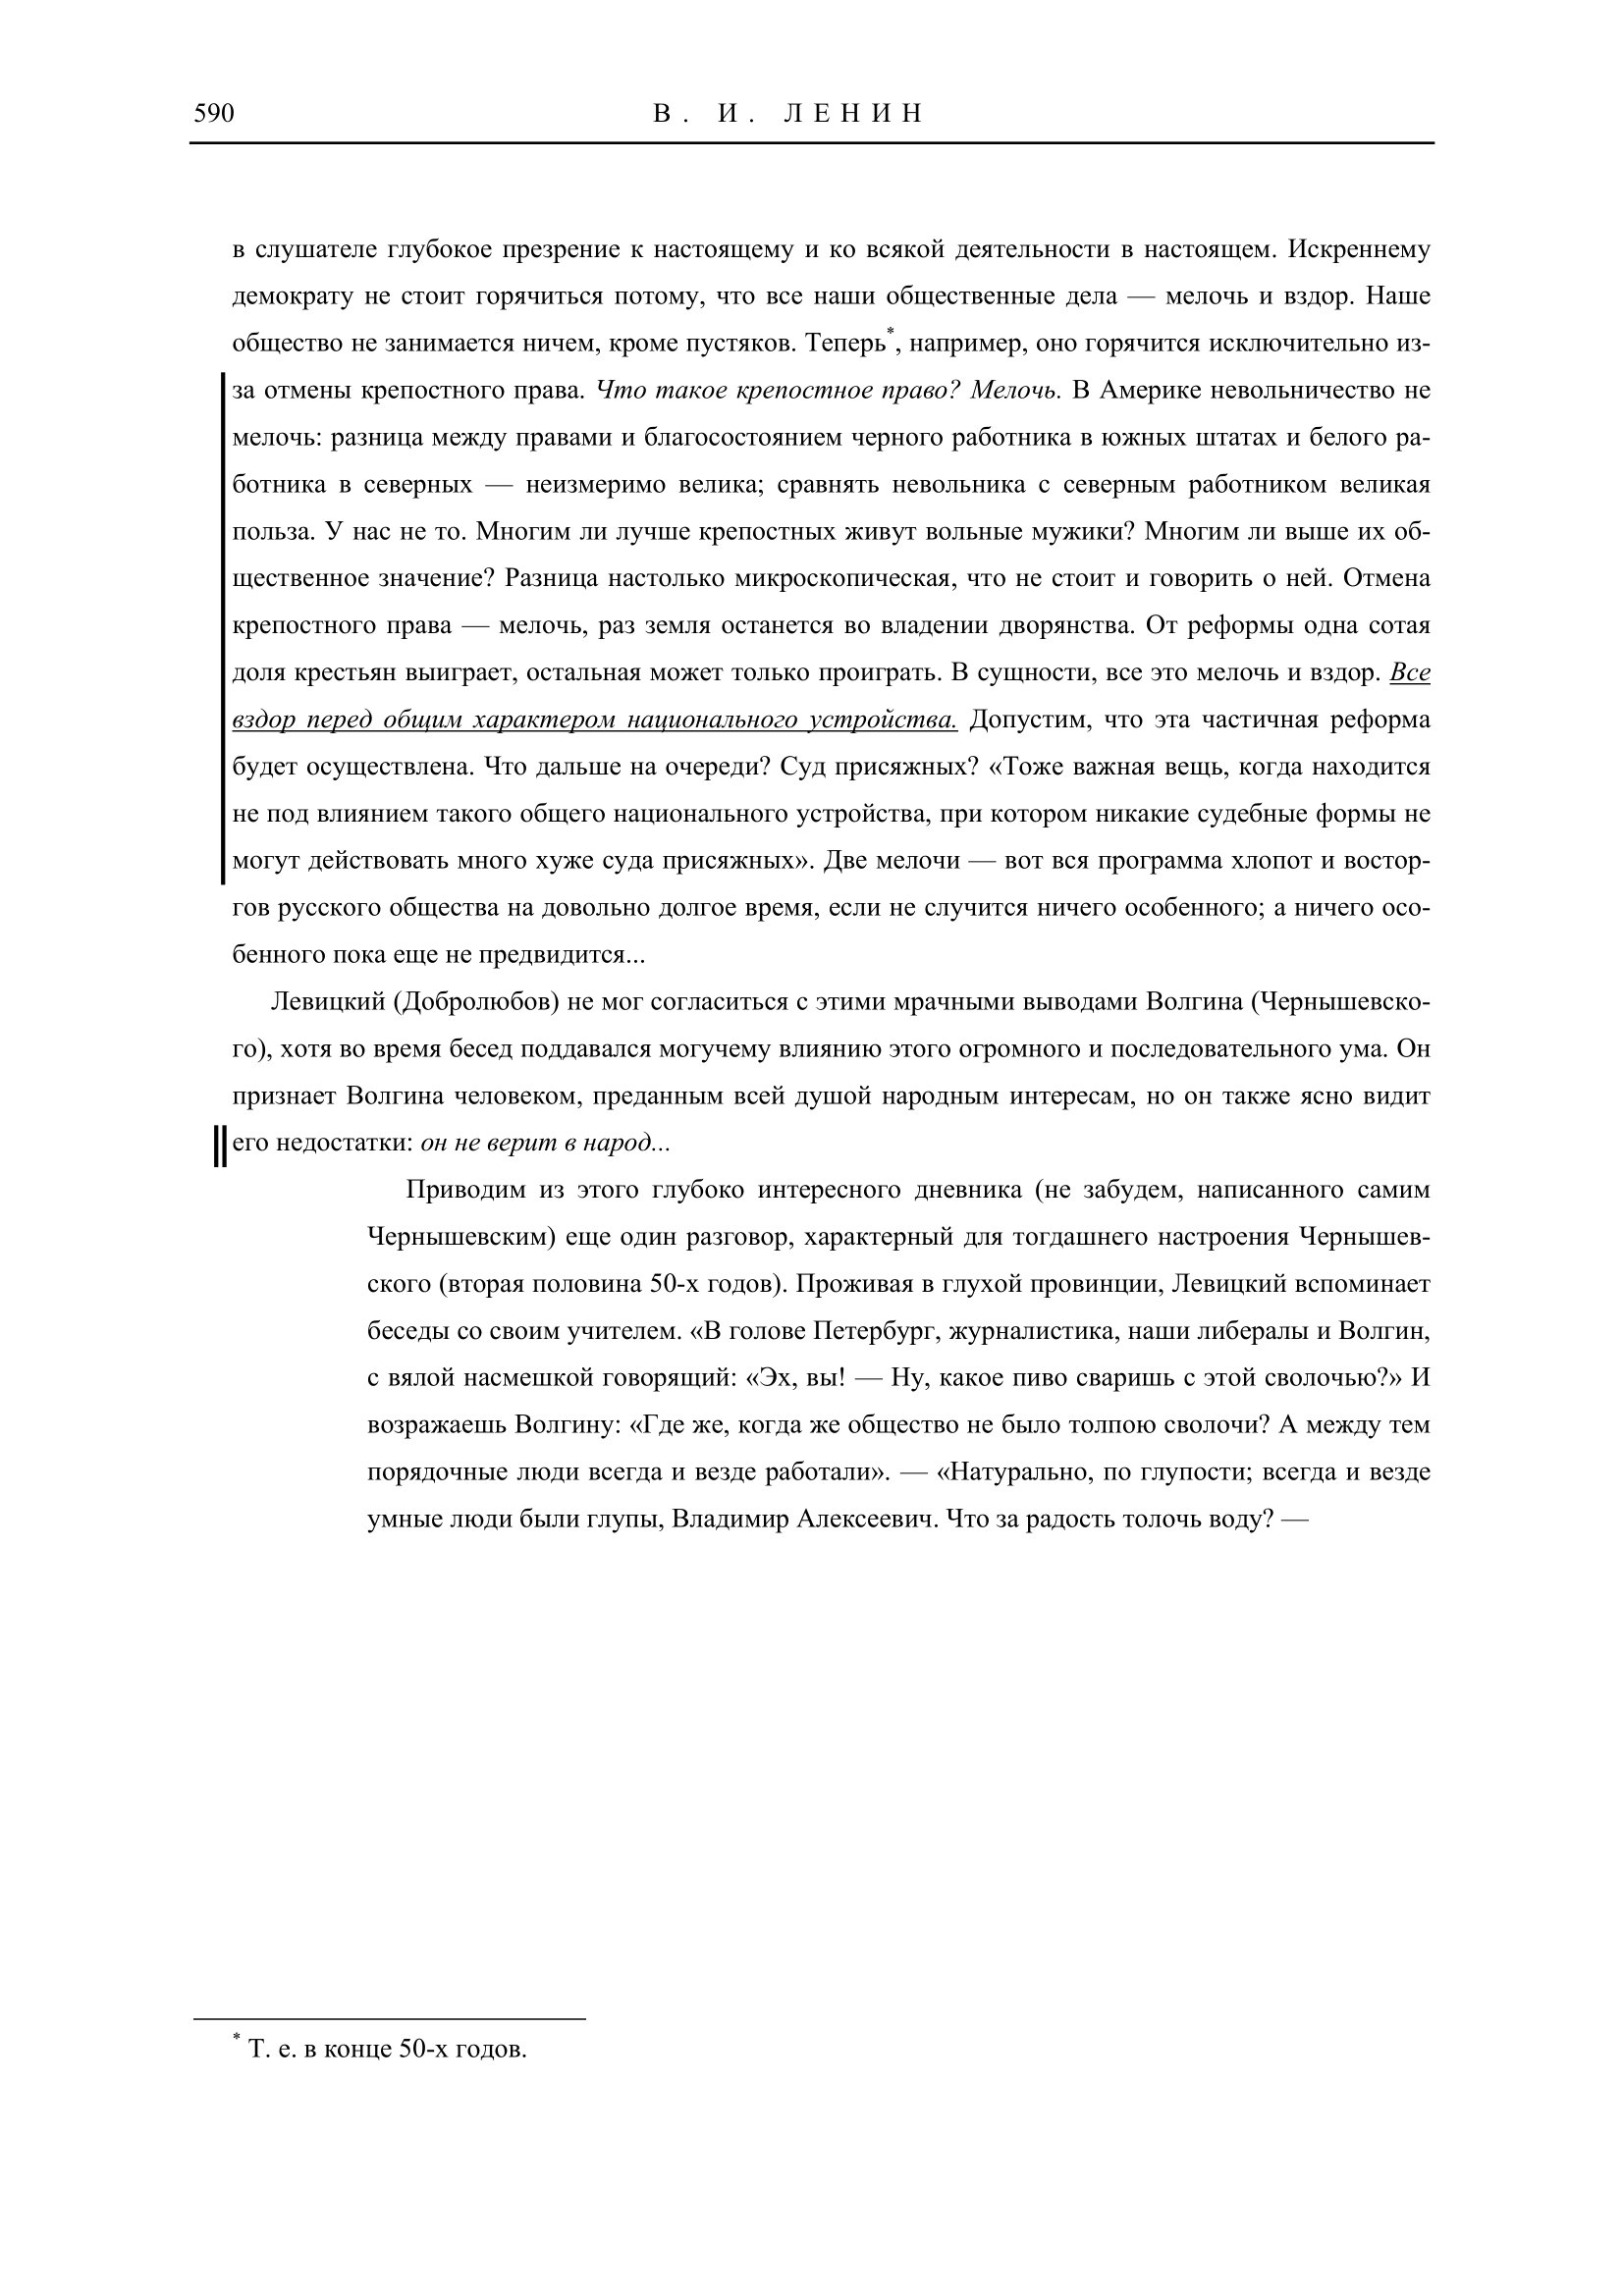 590
В. И. ЛЕНИН
в слушателе глубокое презрение к настоящему и ко всякой деятельности в настоящем. Искреннему
демократу не стоит горячиться потому, что все наши общественные дела — мелочь и вздор. Наше
общество не занимается ничем, кроме пустяков. Теперь*, например, оно горячится исключительно из-
за отмены крепостного права. Что такое крепостное право? Мелочь. В Америке невольничество не
мелочь: разница между правами и благосостоянием черного работника в южных штатах и белого ра-
ботника в северных — неизмеримо велика; сравнять невольника с северным работником великая
польза. У нас не то. Многим ли лучше крепостных живут вольные мужики? Многим ли выше их об-
щественное значение? Разница настолько микроскопическая, что не стоит и говорить о ней. Отмена
крепостного права — мелочь, раз земля останется во владении дворянства. От реформы одна сотая
доля крестьян выиграет, остальная может только проиграть. В сущности, все это мелочь и вздор. Все
вздор перед общим характером национального устройства. Допустим, что эта частичная реформа
будет осуществлена. Что дальше на очереди? Суд присяжных? «Тоже важная вещь, когда находится
не под влиянием такого общего национального устройства, при котором никакие судебные формы не
могут действовать много хуже суда присяжных». Две мелочи — вот вся программа хлопот и востор-
гов русского общества на довольно долгое время, если не случится ничего особенного; а ничего осо-
бенного пока еще не предвидится...
Левицкий (Добролюбов) не мог согласиться с этими мрачными выводами Волгина (Чернышевско-
го), хотя во время бесед поддавался могучему влиянию этого огромного и последовательного ума. Он
признает Волгина человеком, преданным всей душой народным интересам, но он также ясно видит
его недостатки: он не верит в народ...
Приводим из этого глубоко интересного дневника (не забудем, написанного самим
Чернышевским) еще один разговор, характерный для тогдашнего настроения Чернышев-
ского (вторая половина 50-х годов). Проживая в глухой провинции, Левицкий вспоминает
беседы со своим учителем. «В голове Петербург, журналистика, наши либералы и Волгин,
с вялой насмешкой говорящий: «Эх, вы! — Ну, какое пиво сваришь с этой сволочью?» И
возражаешь Волгину: «Где же, когда же общество не было толпою сволочи? А между тем
порядочные люди всегда и везде работали». — «Натурально, по глупости; всегда и везде
умные люди были глупы, Владимир Алексеевич. Что за радость толочь воду? —
* Т. е. в конце 50-х годов.